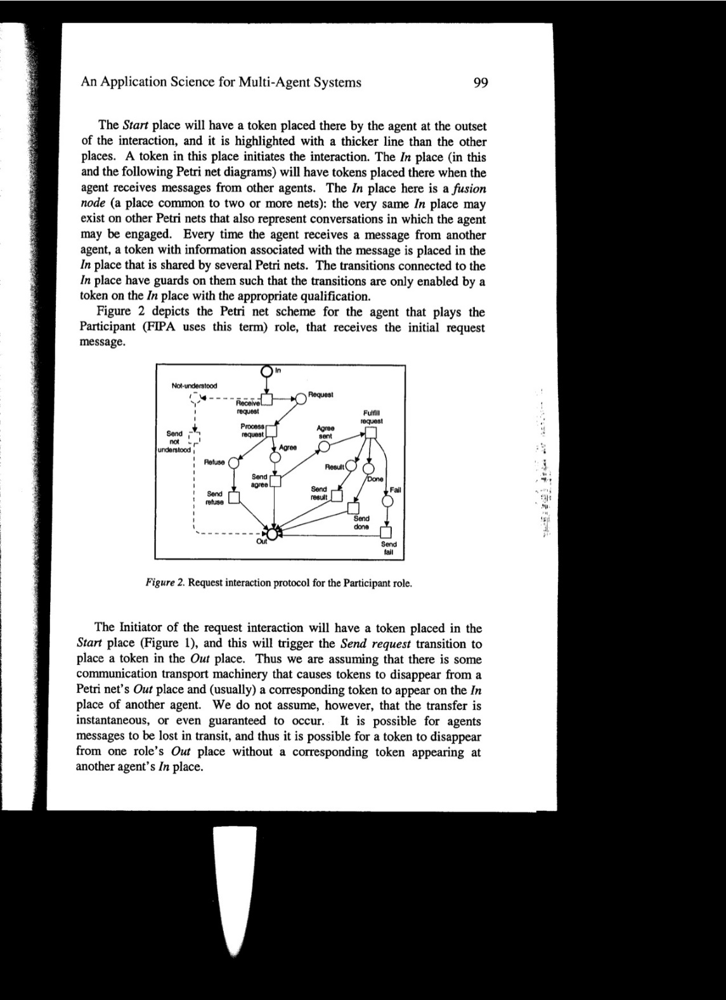 An Application Science for Multi-Agent Systems 99
The Start place will have a token placed there by the agent at the outset
of the interaction, and it is highlighted with a thicker line than the other
places. A token in this place initiates the interaction. The In place (in this
and the following Petri net diagrams) will have tokens placed there when the
agent receives messages from other agents. The In place here is a fusion
node (a place common to two or more nets): the very same In place may
exist on other Petri nets that also represent conversations in which the agent
may be engaged. Every time the agent receives a message from another
agent, a token with information associated with the message is placed in the
In place that is shared by several Petri nets. The transitions connected to the
In place have guards on them such that the transitions are only enabled by a
token on the In place with the appropriate qualification.
Figure 2 depicts the Petri net scheme for the agent that plays the
Participant (FIPA uses this term) role, that receives the initial request
message.
In
Not-understood
Request
Receive
request
Fulfill
request
Process
request
Agree
sent
Send
not
understood
Agree
Refuse
Result
Done
Send
agree
Send
result
Fail
Send
refuse
Send
done
Out
Send
fail
Figure 2. Request interaction protocol for the Participant role.
The Initiator of the request interaction will have a token placed in the
Start place (Figure 1), and this will trigger the Send request transition to
place a token in the Out place. Thus we are assuming that there is some
communication transport machinery that causes tokens to disappear from a
Petri net's Out place and (usually) a corresponding token to appear on the In
place of another agent. We do not assume, however, that the transfer is
instantaneous, or even guaranteed to occur. It is possible for agents
messages to be lost in transit, and thus it is possible for a token to disappear
from one role's Out place without a corresponding token appearing at
another agent's In place.